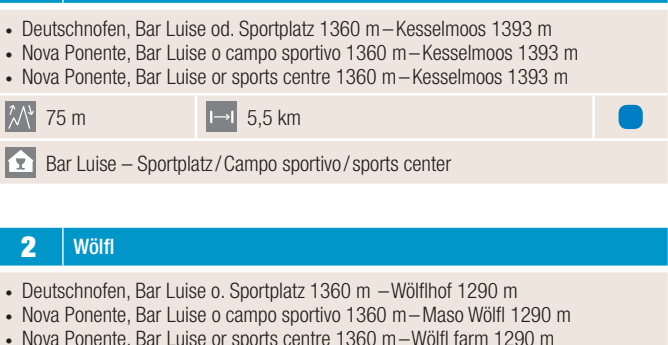 • Deutschnofen, Bar Luise od. Sportplatz 1360 m – Kesselmoos 1393 m
• Nova Ponente, Bar Luise o campo sportivo 1360 m – Kesselmoos 1393 m
• Nova Ponente, Bar Luise or sports centre 1360 m – Kesselmoos 1393 m
75 m 5,5 km
Bar Luise – Sportplatz / Campo sportivo / sports center
2 Wölfl
• Deutschnofen, Bar Luise o. Sportplatz 1360 m – Wölflhof 1290 m
• Nova Ponente, Bar Luise o campo sportivo 1360 m – Maso Wölfl 1290 m
• Nova Ponente, Bar Luise or sports centre 1360 m – Wölfl farm 1290 m